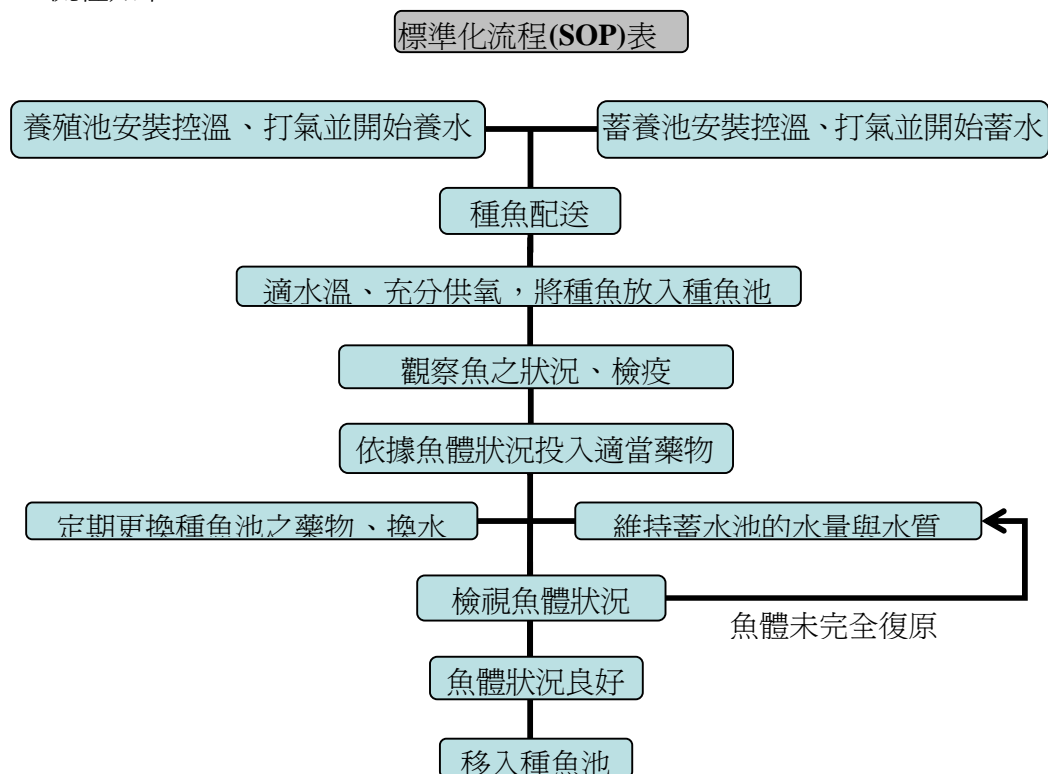 標準化流程(SOP)表
養殖池安裝控溫、打氣並開始養水
蓄養池安裝控溫、打氣並開始蓄水
種魚配送
適水溫、充分供氧，將種魚放入種魚池
觀察魚之狀況、檢疫
依據魚體狀況投入適當藥物
定期更換種魚池之藥物、換水
維持蓄水池的水量與水質
檢視魚體狀況
魚體未完全復原
魚體狀況良好
移入種魚池